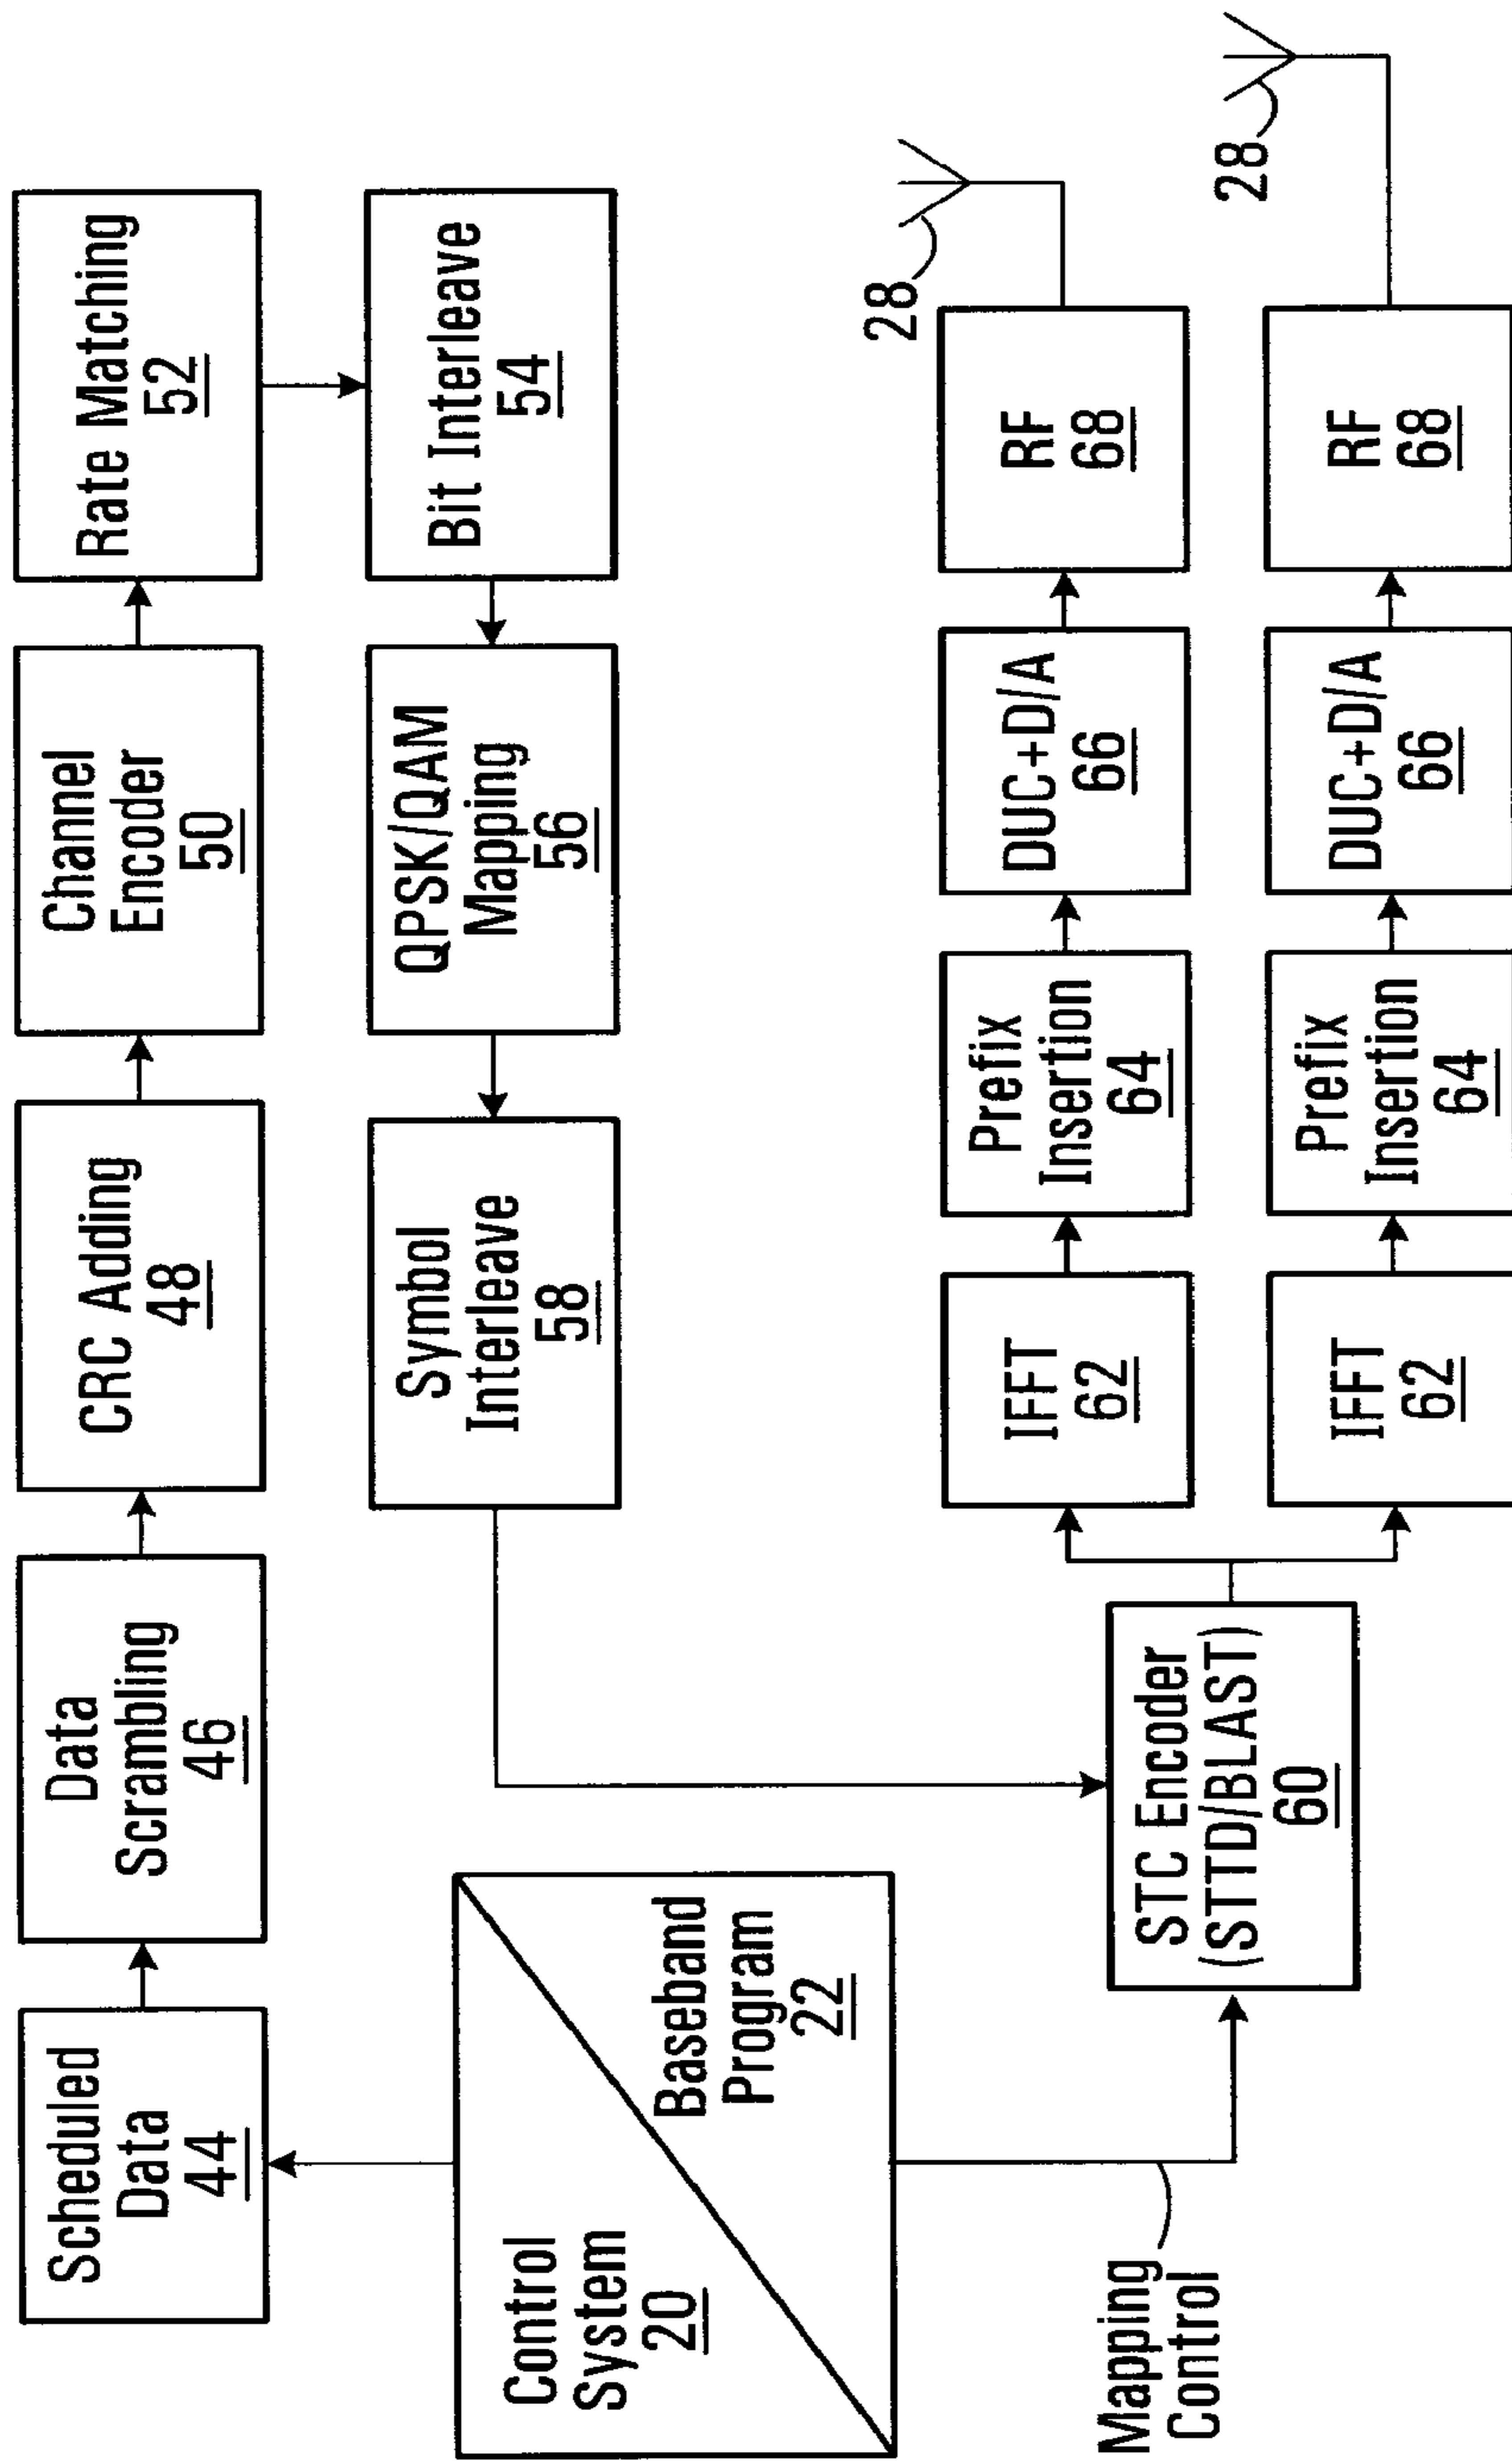 Scheduled
Data
44
Data
Scrambling
46
CRC Adding
48
Channel
Encoder
50
Rate Matching
52
Control
System
20
Baseband
Program
22
Symbol
Interleave
58
QPSK/QAM
Mapping
56
Bit Interleave
54
Mapping
Control
STC Encoder
(STTD/BLAST)
60
IFFT
62
Prefix
Insertion
64
DUC+D/A
66
RF
68
28
IFFT
62
Prefix
Insertion
64
DUC+D/A
66
RF
68
28